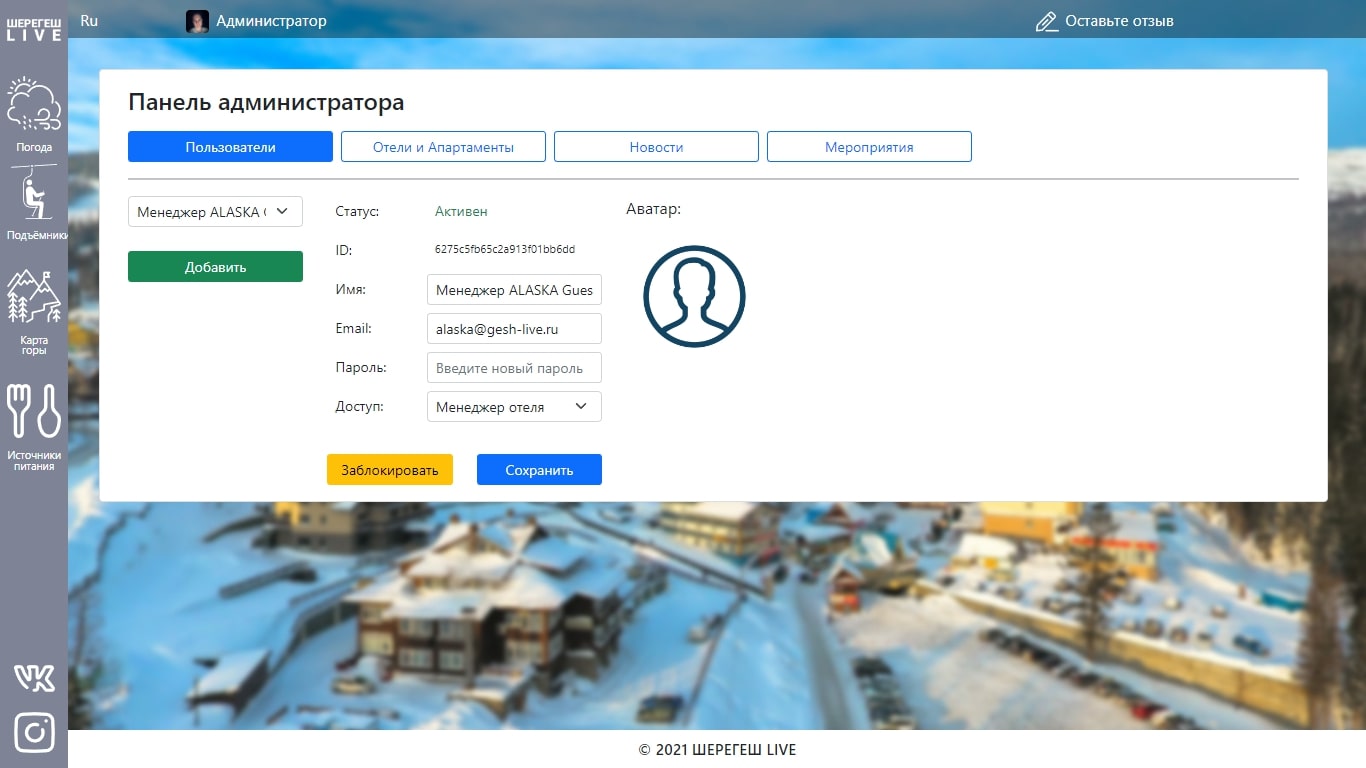 ШЕРЕГЕШ
LIVE
Ru
Администратор
Оставьте отзыв
Погода
Подъёмники
Карта
горы
Источники
питания
Панель администратора
Пользователи
Отели и Апартаменты
Новости
Мероприятия
Менеджер ALASKA
Добавить
Статус: Активен
ID: 6275c5fb65c2a913f01bb6dd
Имя: Менеджер ALASKA Gues
Email: alaska@gesh-live.ru
Пароль: Введите новый пароль
Доступ: Менеджер отеля
Заблокировать
Сохранить
Аватар:
© 2021 ШЕРЕГЕШ LIVE